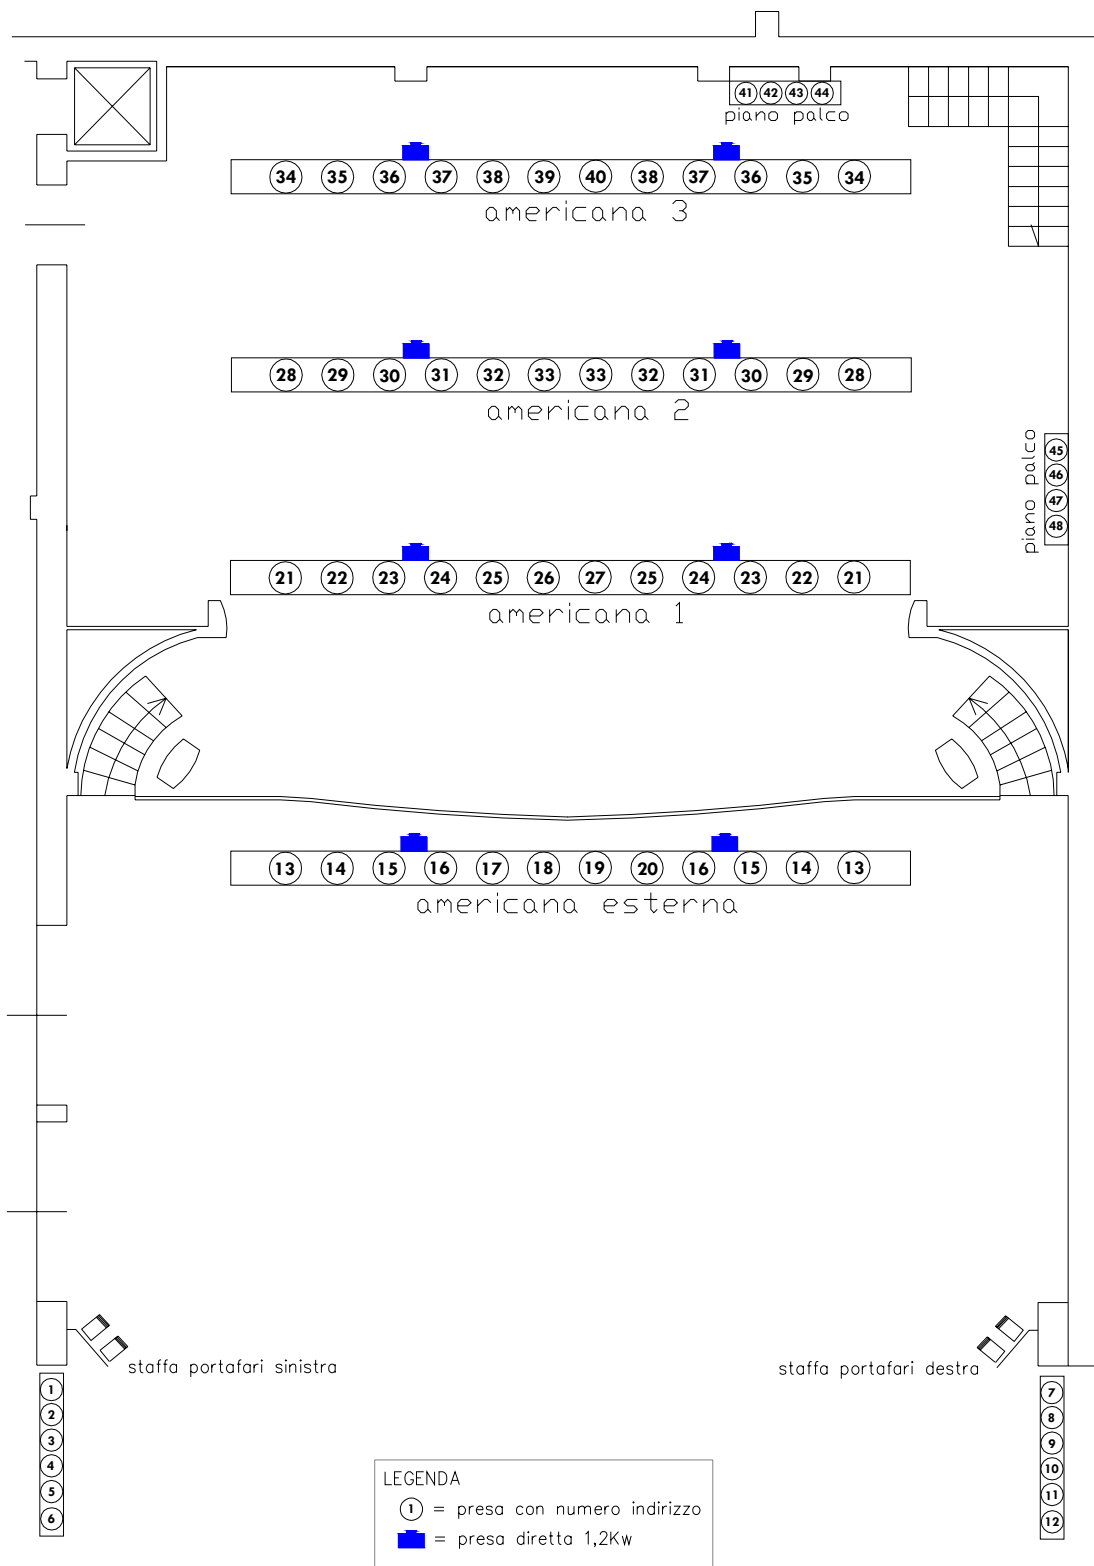 41 42 43 44
piano palco
34 35 36 37 38 39 40 38 37 36 35 34
americana 3
28 29 30 31 32 33 33 32 31 30 29 28
americana 2
piano palco
45
46
47
48
21 22 23 24 25 26 27 25 24 23 22 21
americana 1
13 14 15 16 17 18 19 20 16 15 14 13
americana esterna
staffa portafari sinistra
staffa portafari destra
1
2
3
4
5
6
7
8
9
10
11
12
LEGENDA
1 = presa con numero indirizzo
= presa diretta 1,2Kw